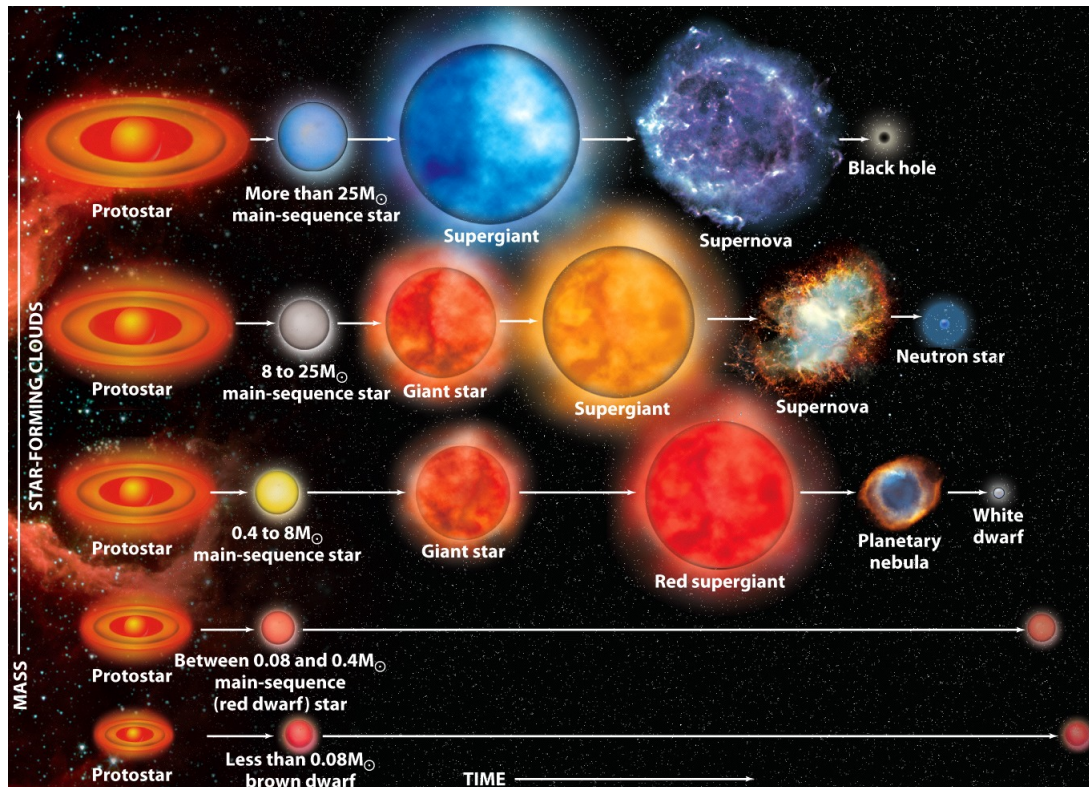 Protostar
More than 25M☉
main-sequence star
Supergiant
Supernova
Black hole
Protostar
8 to 25M☉
main-sequence star
Giant star
Supergiant
Supernova
Neutron star
Protostar
0.4 to 8M☉
main-sequence star
Giant star
Red supergiant
Planetary
nebula
White
dwarf
Protostar
Between 0.08 and 0.4M☉
main-sequence
(red dwarf) star
Protostar
Less than 0.08M☉
brown dwarf
STAR-FORMING CLOUDS
MASS
TIME